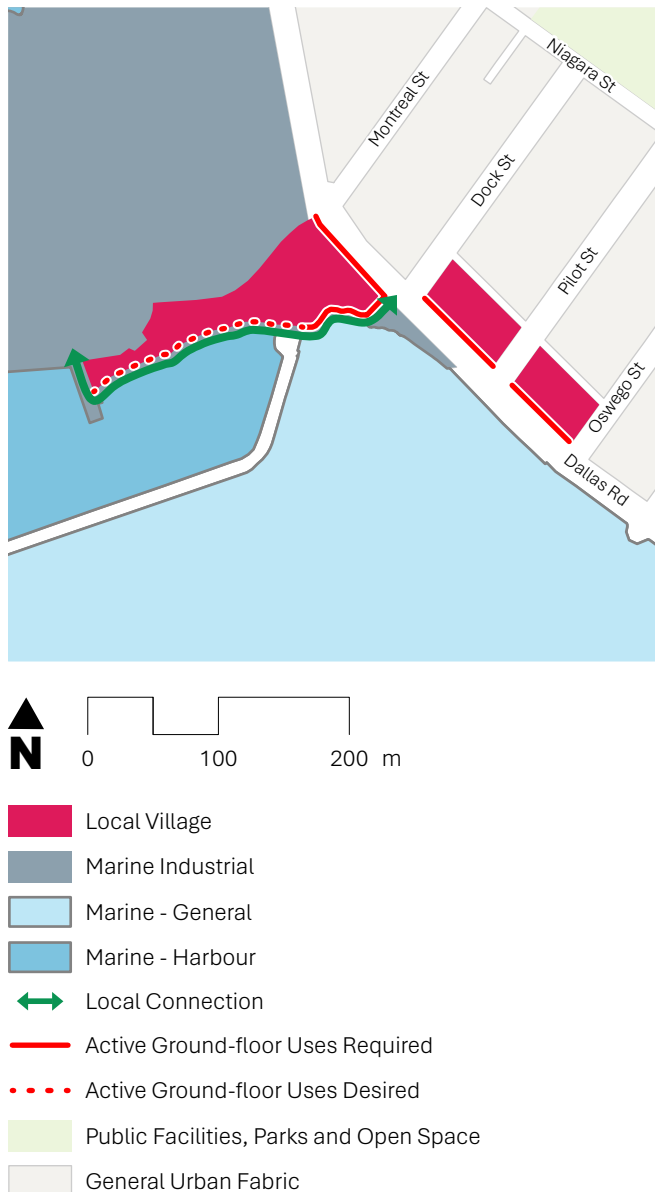 Niagara St
Montreal St
Dock St
Pilot St
Oswego St
Dallas Rd
N
0 100 200 m
Local Village
Marine Industrial
Marine - General
Marine - Harbour
Local Connection
Active Ground-floor Uses Required
Active Ground-floor Uses Desired
Public Facilities, Parks and Open Space
General Urban Fabric